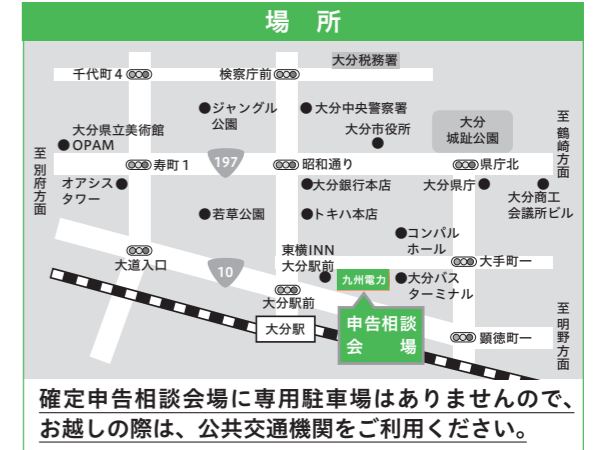 場 所
大分税務署
千代町4
検察庁前
ジャングル
公園
大分中央警察署
大分市役所
大分
城趾公園
至 鶴崎方面
大分県立美術館
OPAM
至 別府方面
寿町1
197
昭和通り
県庁北
オアシス
タワー
大分銀行本店
大分県庁
大分商工
会議所ビル
若草公園
トキハ本店
コンパル
ホール
大道入口
10
東横INN
大分駅前
九州電力
大手町一
大分バス
ターミナル
大分駅前
大分駅
申告相談
会 場
顕徳町一
至 明野方面
確定申告相談会場に専用駐車場はありませんので、
お越しの際は、公共交通機関をご利用ください。